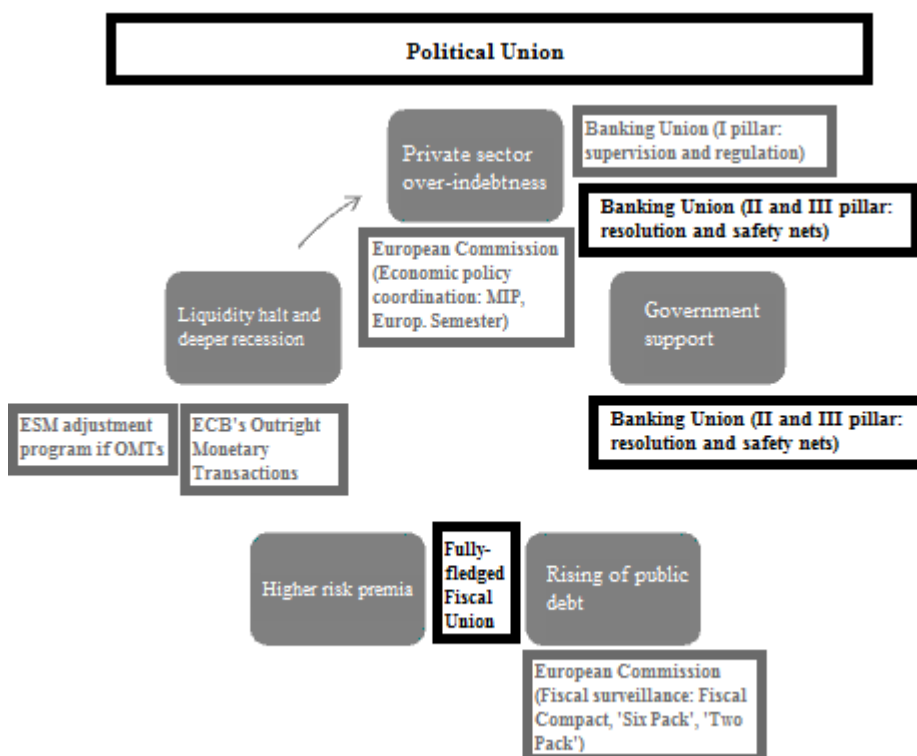 Political Union
Private sector
over-indebtness
Banking Union (I pillar:
supervision and regulation)
Banking Union (II and III pillar:
resolution and safety nets)
European Commission
(Economic policy
coordination: MIP,
Europ. Semester)
Liquidity halt and
deeper recession
Government
support
ESM adjustment
program if OMTs
ECB's Outright
Monetary
Transactions
Banking Union (II and III pillar:
resolution and safety nets)
Higher risk premia
Fully-
fledged
Fiscal
Union
Rising of public
debt
European Commission
(Fiscal surveillance: Fiscal
Compact, 'Six Pack', 'Two
Pack')